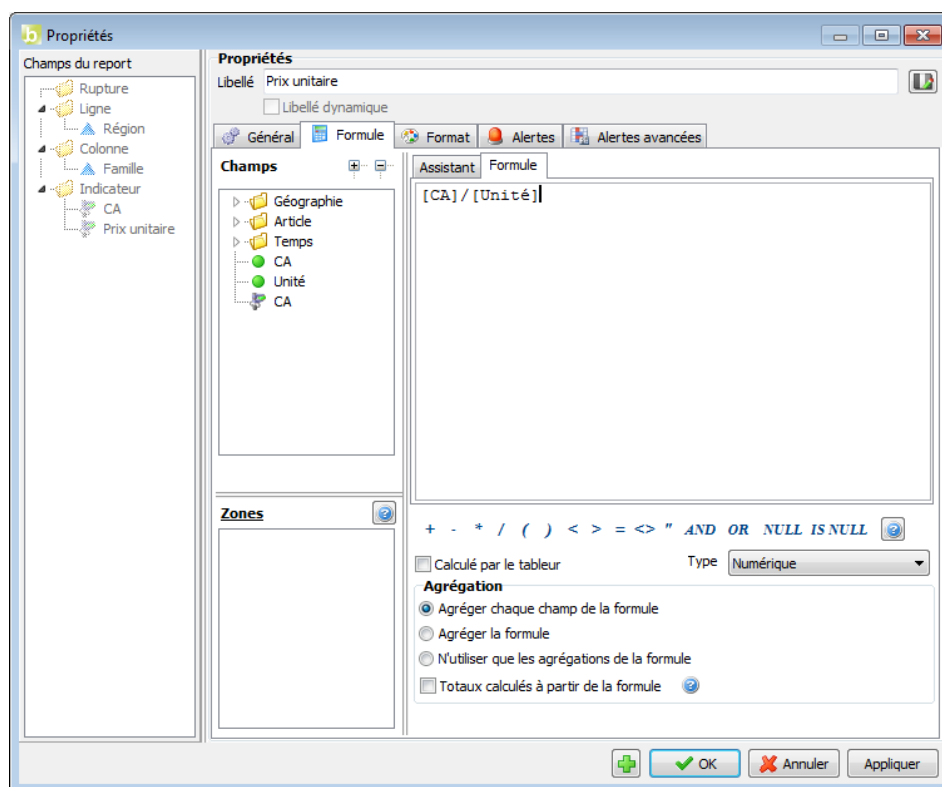 Propriétés
Champs du report
Rupture
Ligne
Région
Colonne
Famille
Indicateur
CA
Prix unitaire
Propriétés
Libellé Prix unitaire
Libellé dynamique
Général Formule Format Alertes Alertes avancées
Champs
Géographie
Article
Temps
CA
Unité
CA
Zones
Assistant Formule
[CA]/[Unité]
+ - * / ( ) < > = <> " AND OR NULL IS NULL
Calculé par le tableur Type Numérique
Agrégation
Agréger chaque champ de la formule
Agréger la formule
N'utiliser que les agrégations de la formule
Totaux calculés à partir de la formule
OK Annuler Appliquer